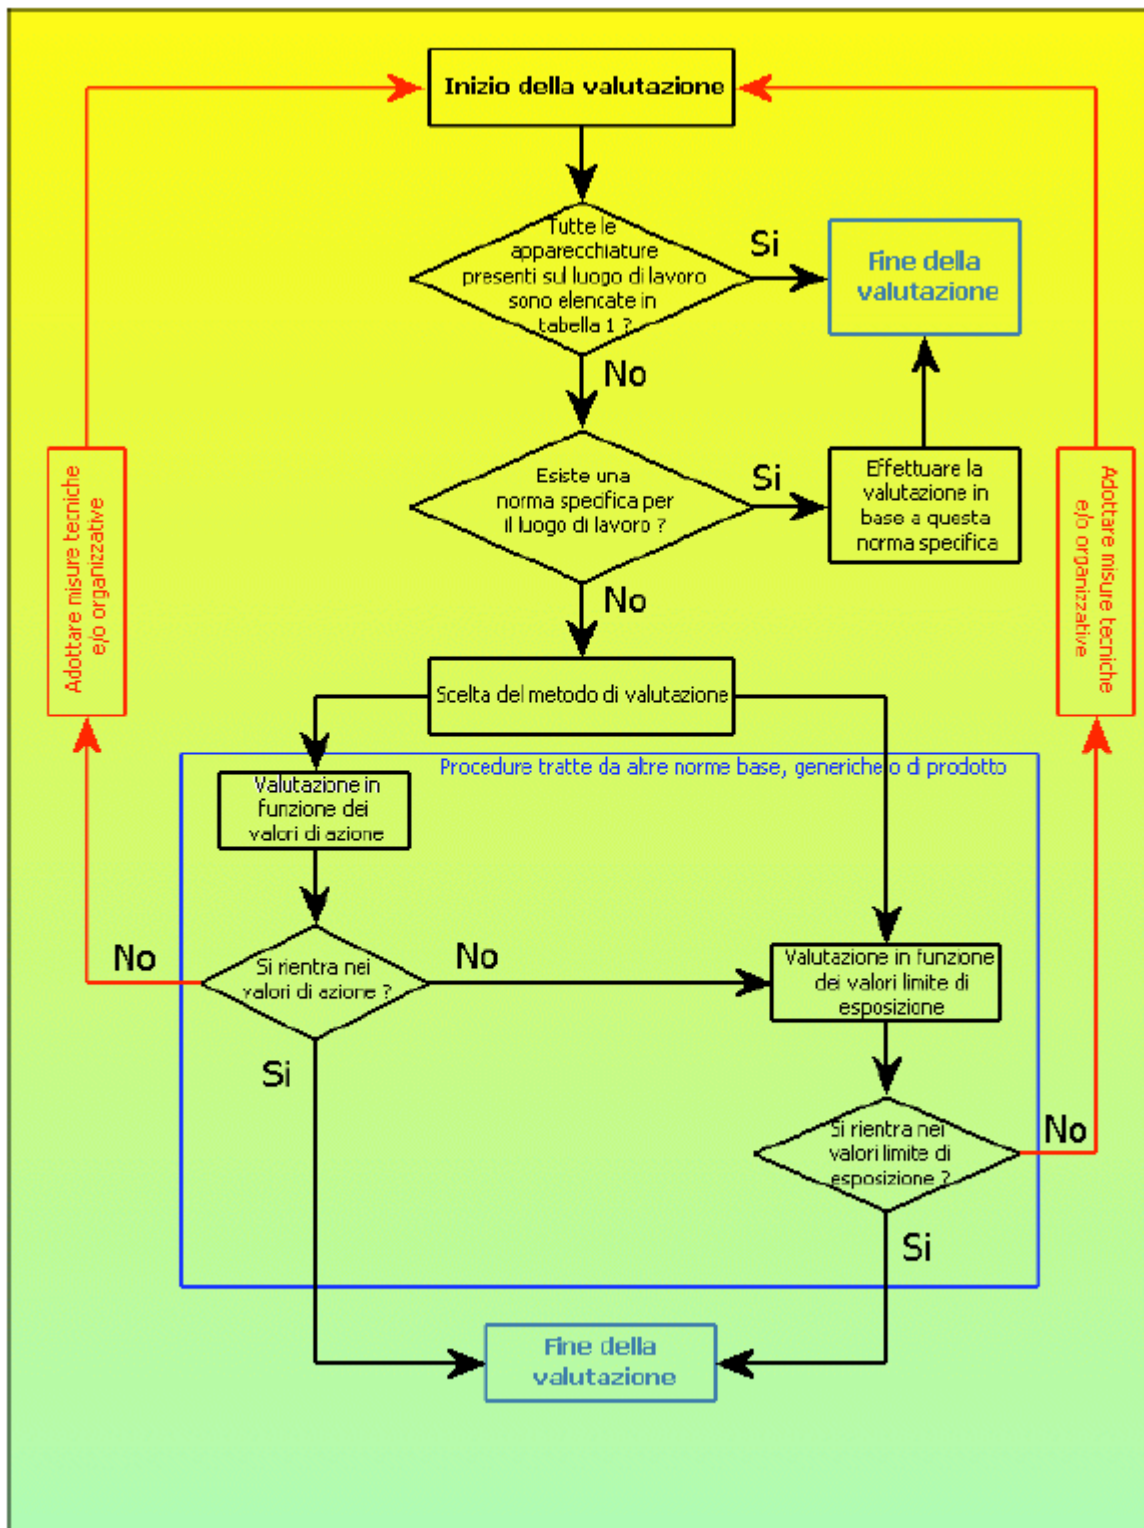 Inizio della valutazione
Tutte le
apparecchiature
presenti sul luogo di lavoro
sono elencate in
tabella 1 ?
Si
Fine della
valutazione
No
Esiste una
norma specifica per
il luogo di lavoro ?
Si
Effettuare la
valutazione in
base a questa
norma specifica
No
Adottare misure tecniche
e/o organizzative
Adottare misure tecniche
e/o organizzative
Scelta del metodo di valutazione
Procedure tratte da altre norme base, generiche o di prodotto
Valutazione in
funzione dei
valori di azione
No
Si rientra nei
valori di azione ?
No
Valutazione in funzione
dei valori limite di
esposizione
Si
Si rientra nei
valori limite di
esposizione ?
No
Si
Fine della
valutazione